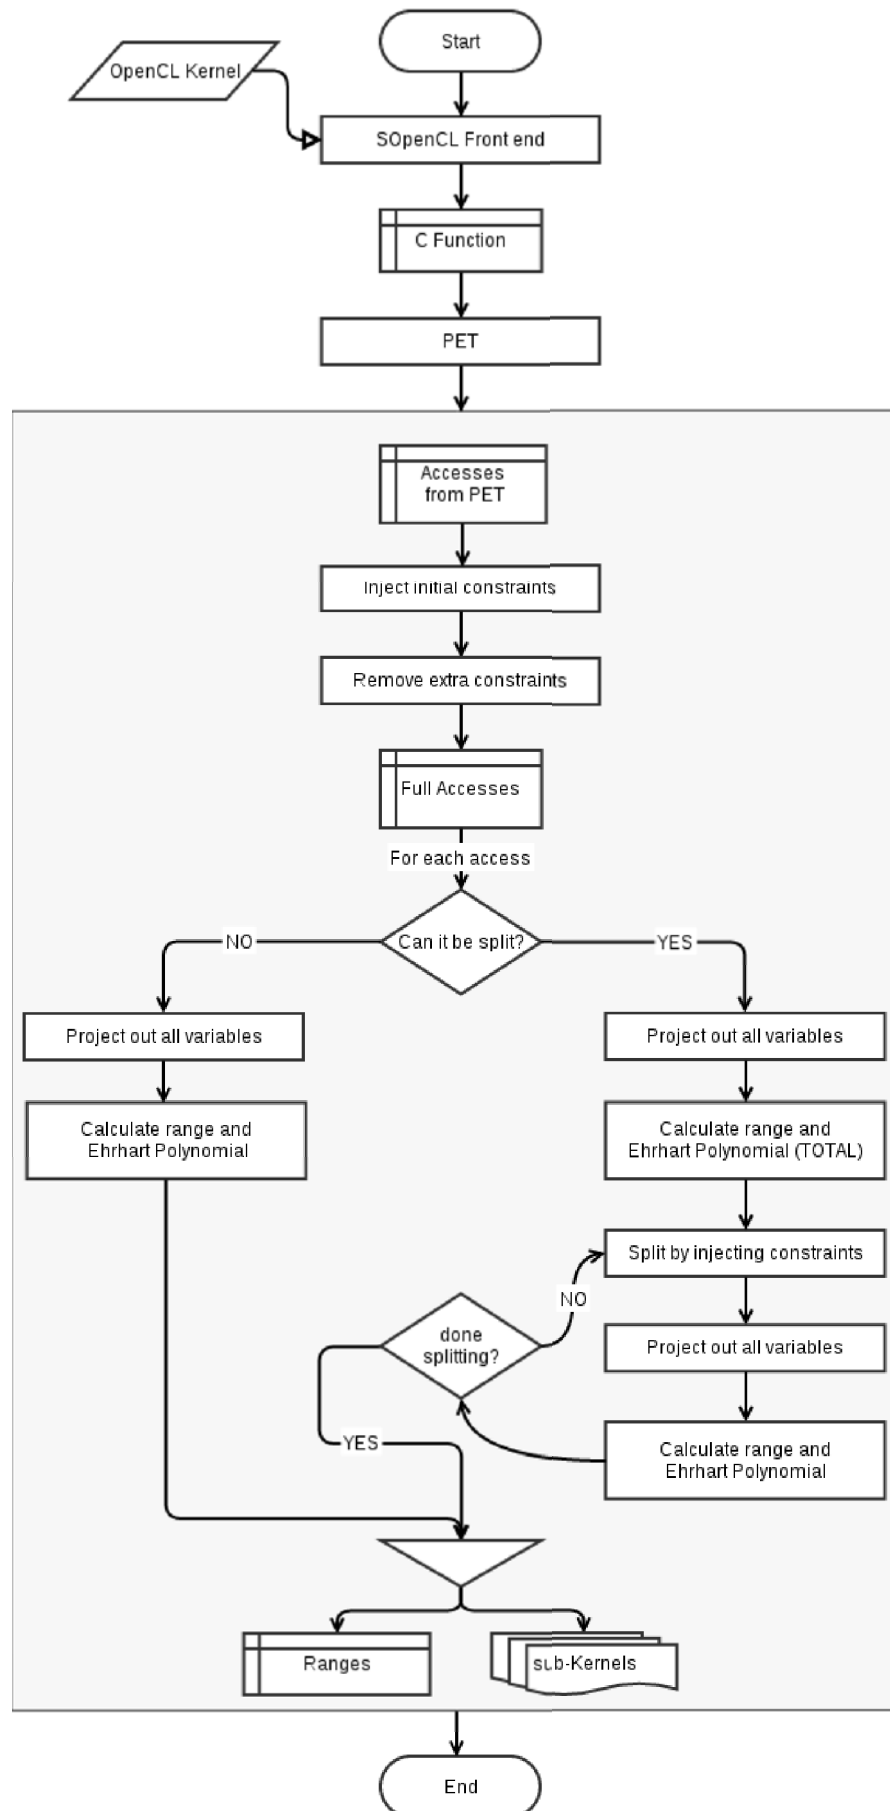 Start
OpenCL Kernel
SOpenCL Front end
C Function
PET
Accesses
from PET
Inject initial constraints
Remove extra constraints
Full Accesses
For each access
Can it be split?
NO
YES
Project out all variables
Project out all variables
Calculate range and
Ehrhart Polynomial
Calculate range and
Ehrhart Polynomial (TOTAL)
Split by injecting constraints
NO
done
splitting?
Project out all variables
YES
Calculate range and
Ehrhart Polynomial
Ranges
sub-Kernels
End